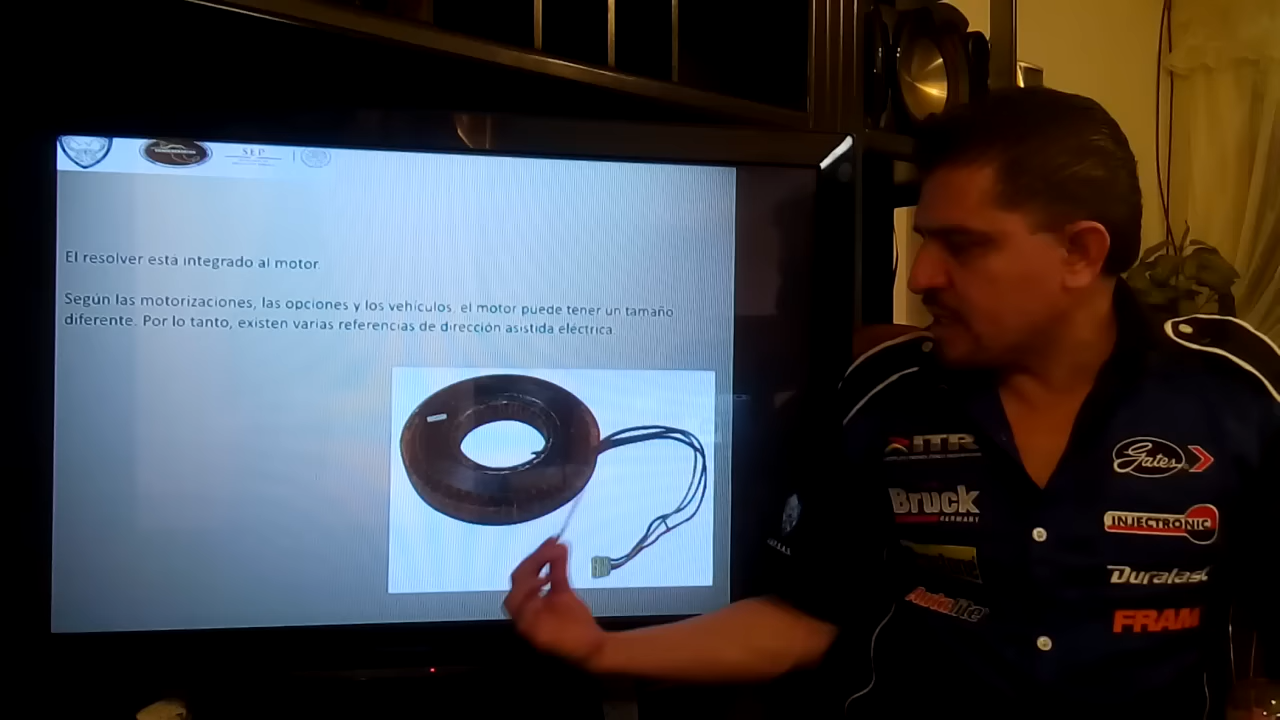 SEP
El resolver esta integrado al motor.
Según las motorizaciones, las opciones y los vehículos, el motor puede tener un tamaño
diferente. Por lo tanto, existen varias referencias de dirección asistida eléctrica.
ITR
Bruck
GERMANY
Autolite
Gates
INJECTRONIC
Duralast
FRAM